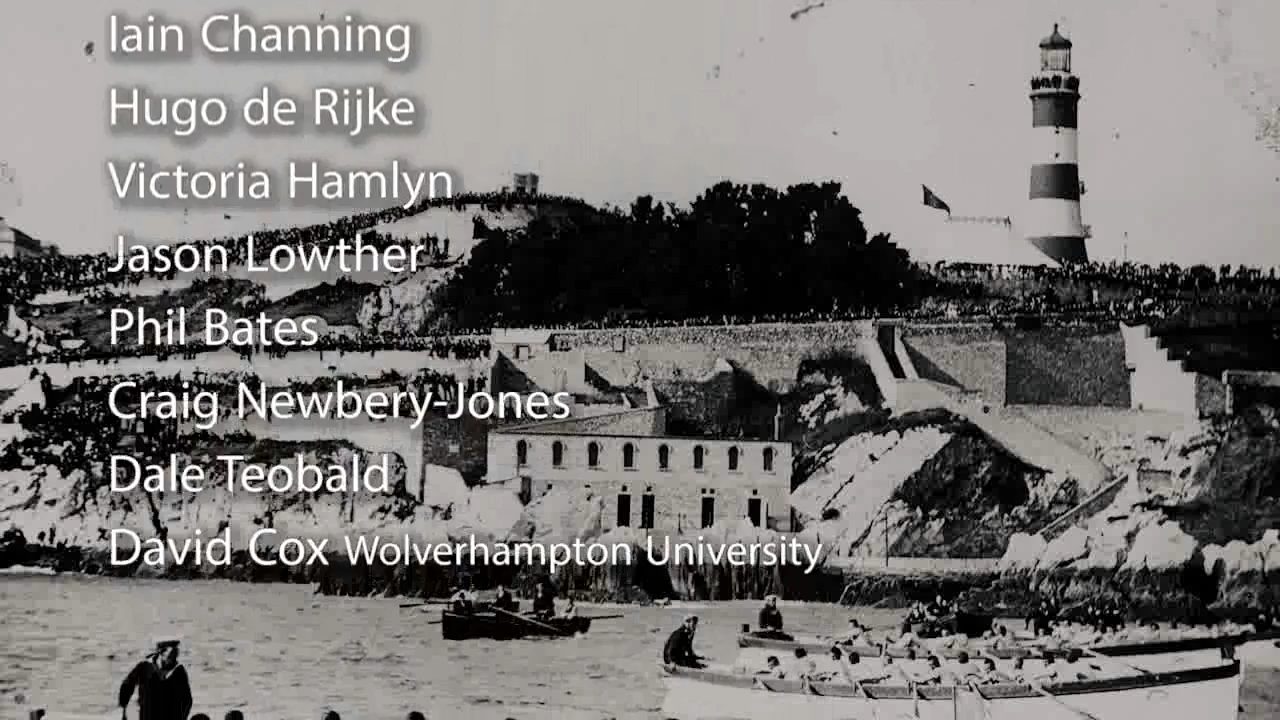 Iain Channing
Hugo de Rijke
Victoria Hamlyn
Jason Lowther
Phil Bates
Craig Newbery-Jones
Dale Teobald
David Cox Wolverhampton University